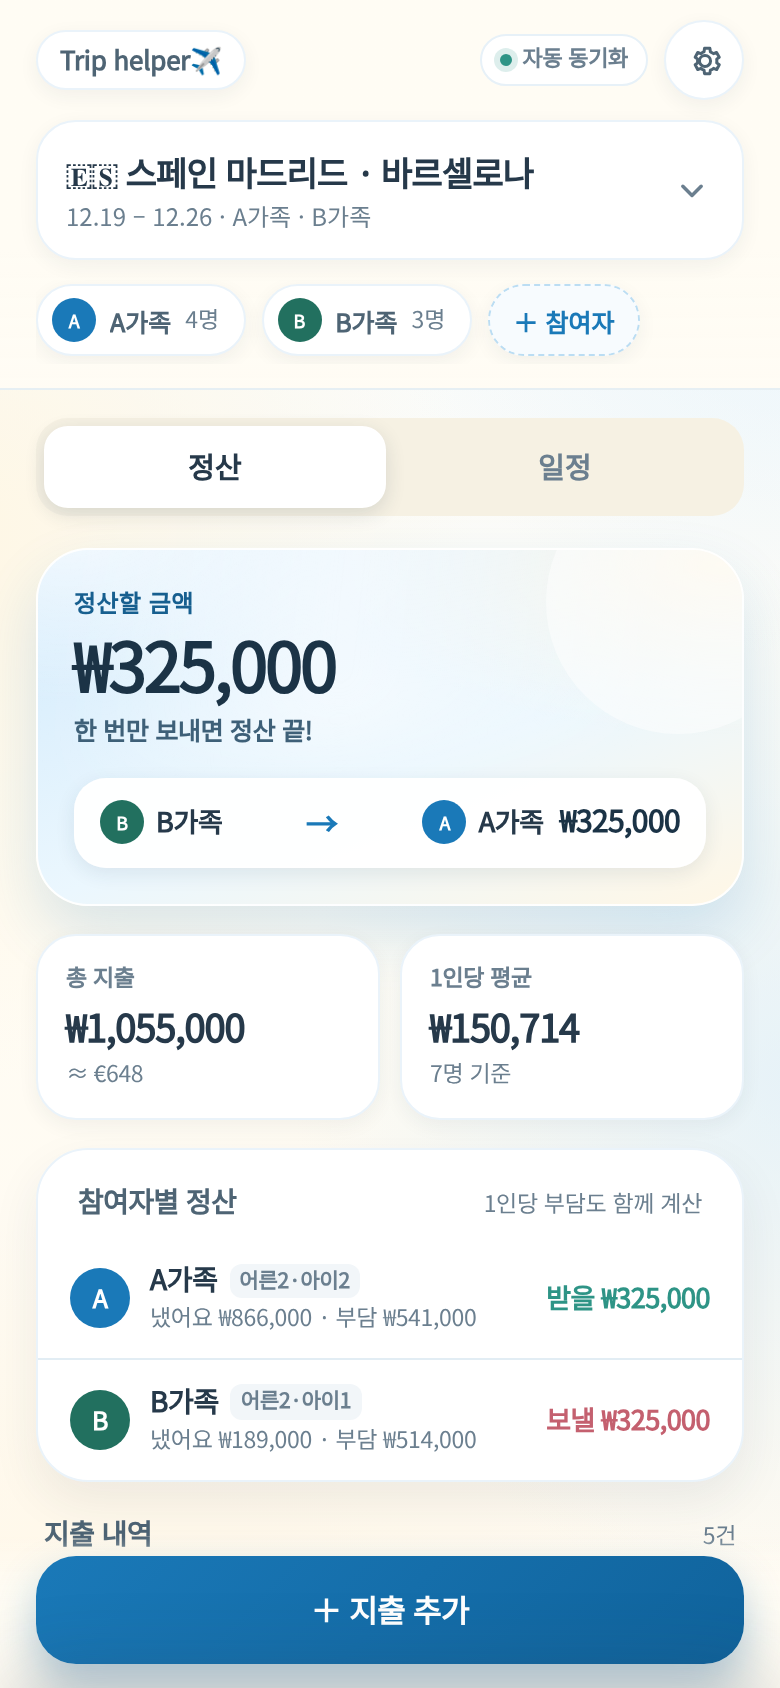 Trip helper✈️
자동 동기화
🇪🇸 스페인 마드리드 · 바르셀로나
12.19 – 12.26 · A가족 · B가족
A A가족 4명
B B가족 3명
+ 참여자
정산
일정
정산할 금액
₩325,000
한 번만 보내면 정산 끝!
B B가족 → A A가족 ₩325,000
총 지출
₩1,055,000
≈ €648
1인당 평균
₩150,714
7명 기준
참여자별 정산
1인당 부담도 함께 계산
A
A가족 어른2·아이2
냈어요 ₩866,000 · 부담 ₩541,000
받을 ₩325,000
B
B가족 어른2·아이1
냈어요 ₩189,000 · 부담 ₩514,000
보낼 ₩325,000
지출 내역
5건
+ 지출 추가